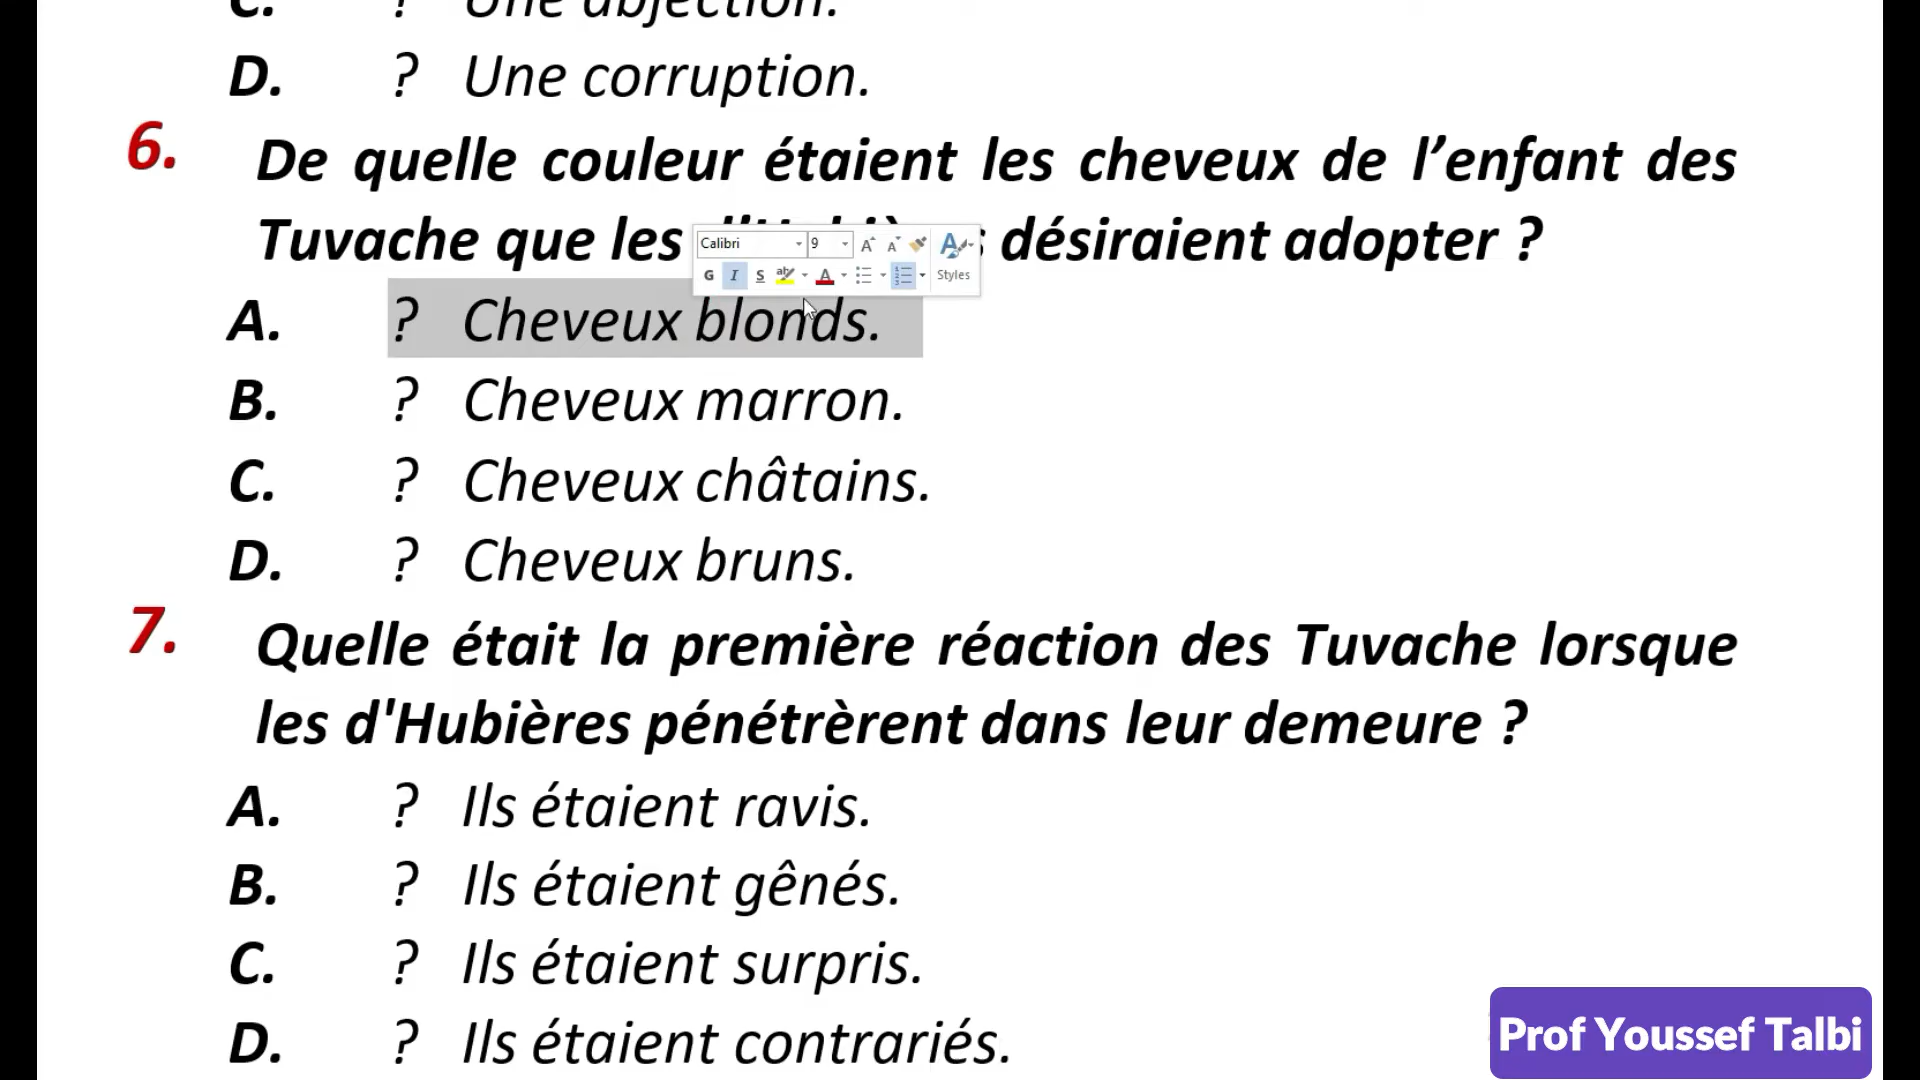 C. ? Une abjection.
D. ? Une corruption.
6. De quelle couleur étaient les cheveux de l’enfant des
Tuvache que les désiraient adopter ?
Calibri 9
G I S Styles
A. ? Cheveux blonds.
B. ? Cheveux marron.
C. ? Cheveux châtains.
D. ? Cheveux bruns.
7. Quelle était la première réaction des Tuvache lorsque
les d'Hubières pénétrèrent dans leur demeure ?
A. ? Ils étaient ravis.
B. ? Ils étaient gênés.
C. ? Ils étaient surpris.
D. ? Ils étaient contrariés.
Prof Youssef Talbi